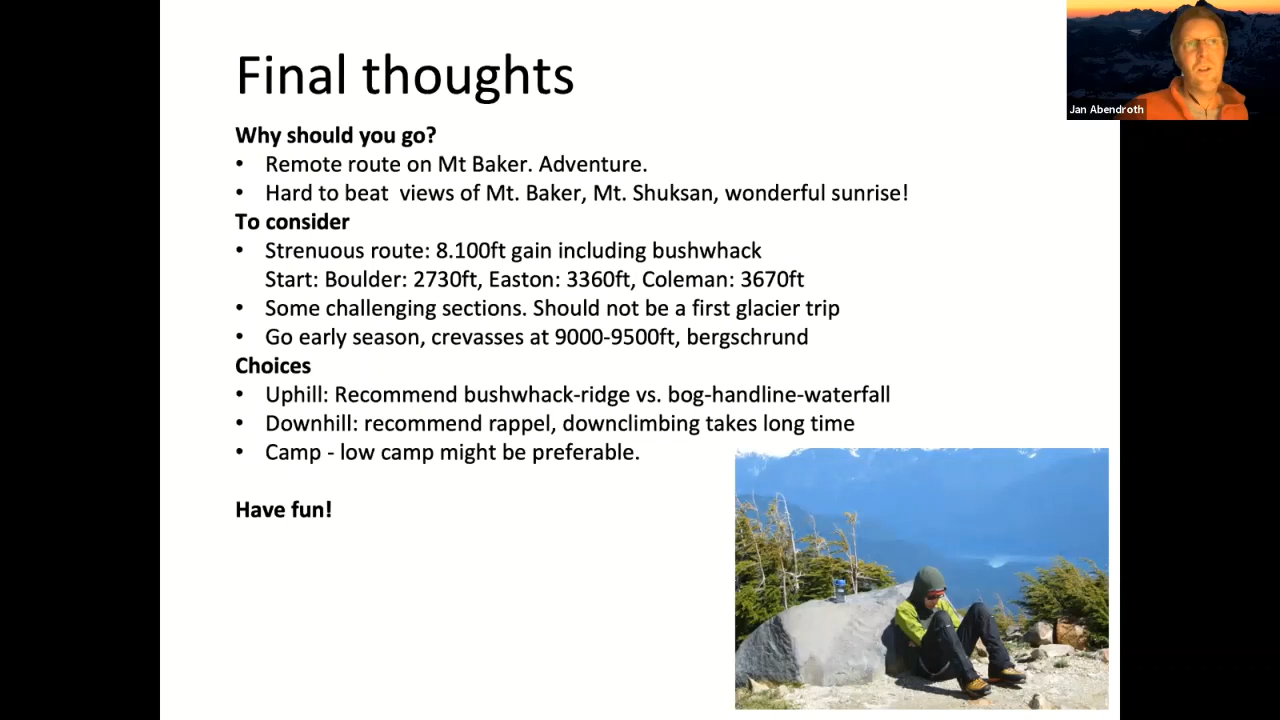 Final thoughts
Jan Abendroth
Why should you go?
• Remote route on Mt Baker. Adventure.
• Hard to beat  views of Mt. Baker, Mt. Shuksan, wonderful sunrise!
To consider
• Strenuous route: 8.100ft gain including bushwhack
Start: Boulder: 2730ft, Easton: 3360ft, Coleman: 3670ft
• Some challenging sections. Should not be a first glacier trip
• Go early season, crevasses at 9000-9500ft, bergschrund
Choices
• Uphill: Recommend bushwhack-ridge vs. bog-handline-waterfall
• Downhill: recommend rappel, downclimbing takes long time
• Camp - low camp might be preferable.
Have fun!